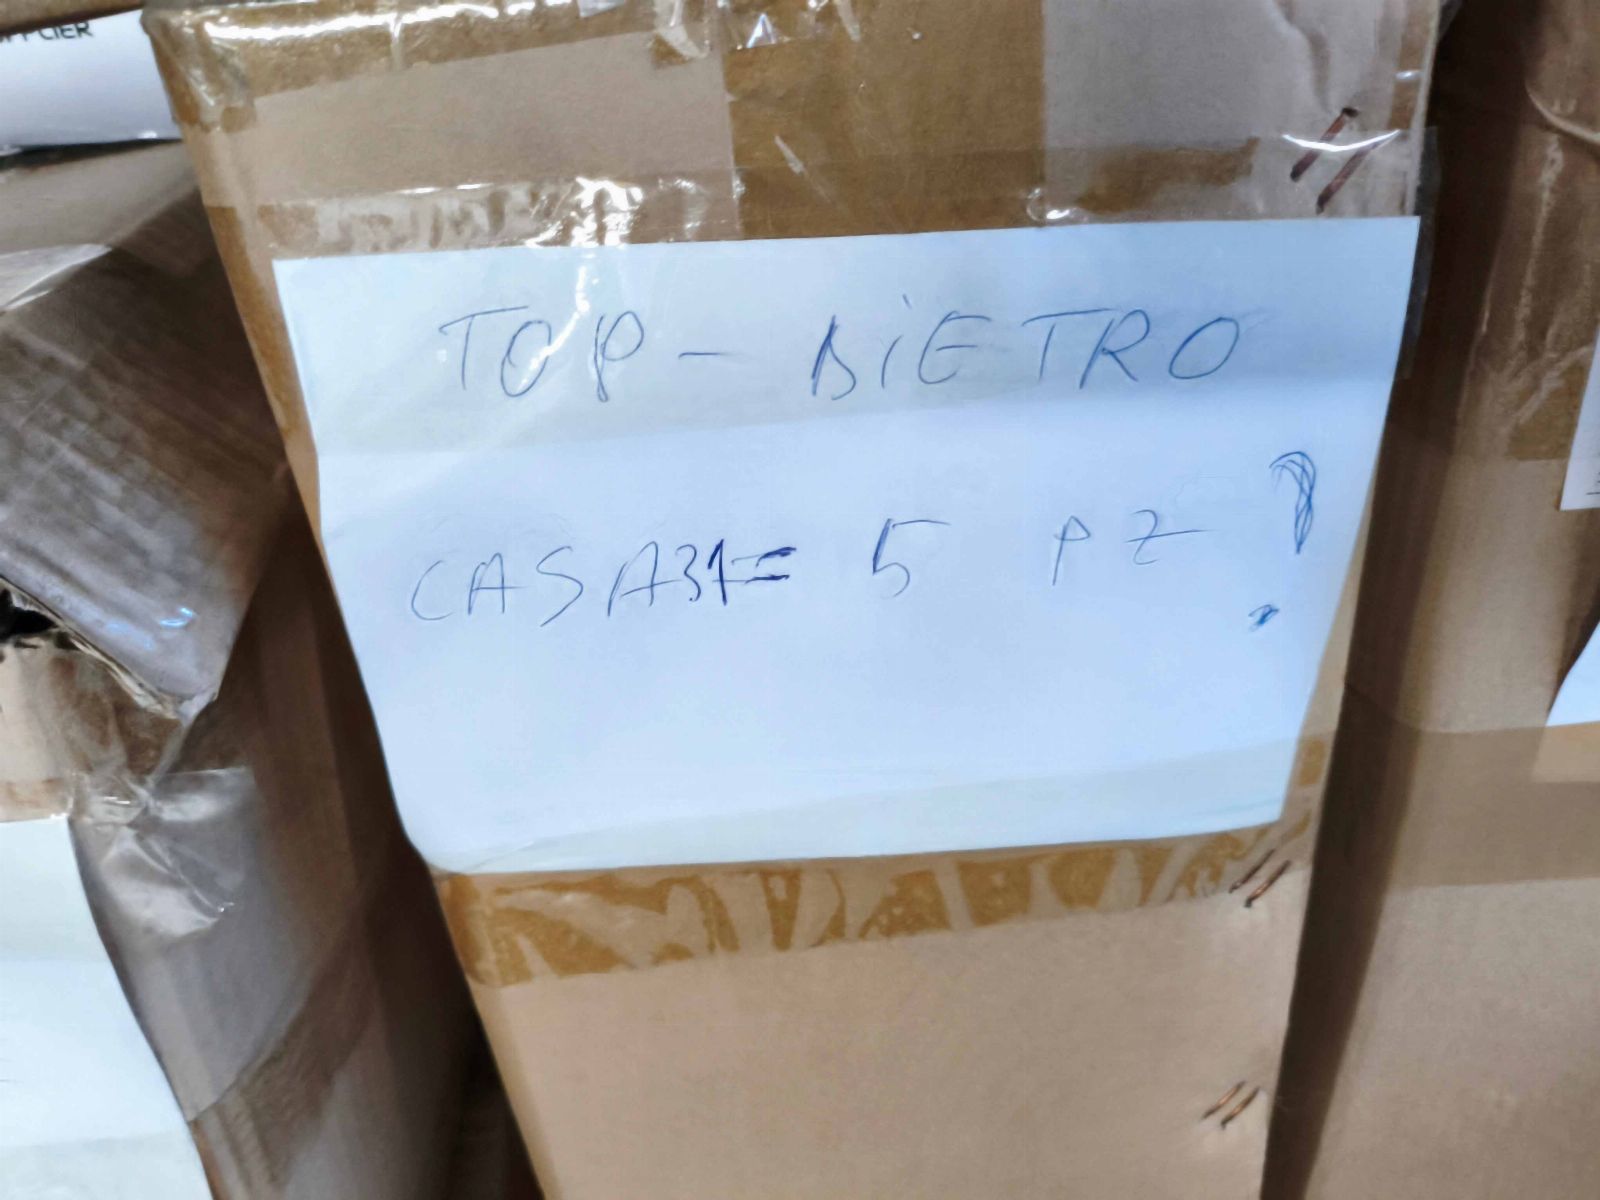 TOP - DIETRO
CASA31= 5 PZ !